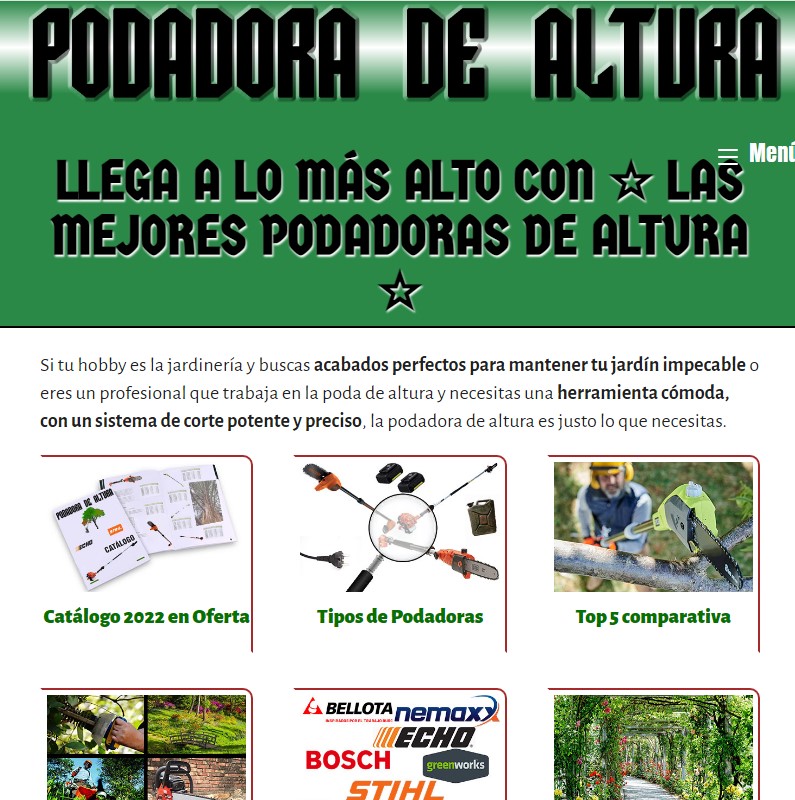 PODADORA DE ALTURA
Menú
LLEGA A LO MÁS ALTO CON ☆ LAS
MEJORES PODADORAS DE ALTURA
☆
Si tu hobby es la jardinería y buscas acabados perfectos para mantener tu jardín impecable o
eres un profesional que trabaja en la poda de altura y necesitas una herramienta cómoda,
con un sistema de corte potente y preciso, la podadora de altura es justo lo que necesitas.
PODADORA DE ALTURA
STIHL
ECHO
CATÁLOGO
Catálogo 2022 en Oferta
Tipos de Podadoras
Top 5 comparativa
BELLOTA
nemaxx
ECHO
BOSCH
greenworks
STIHL